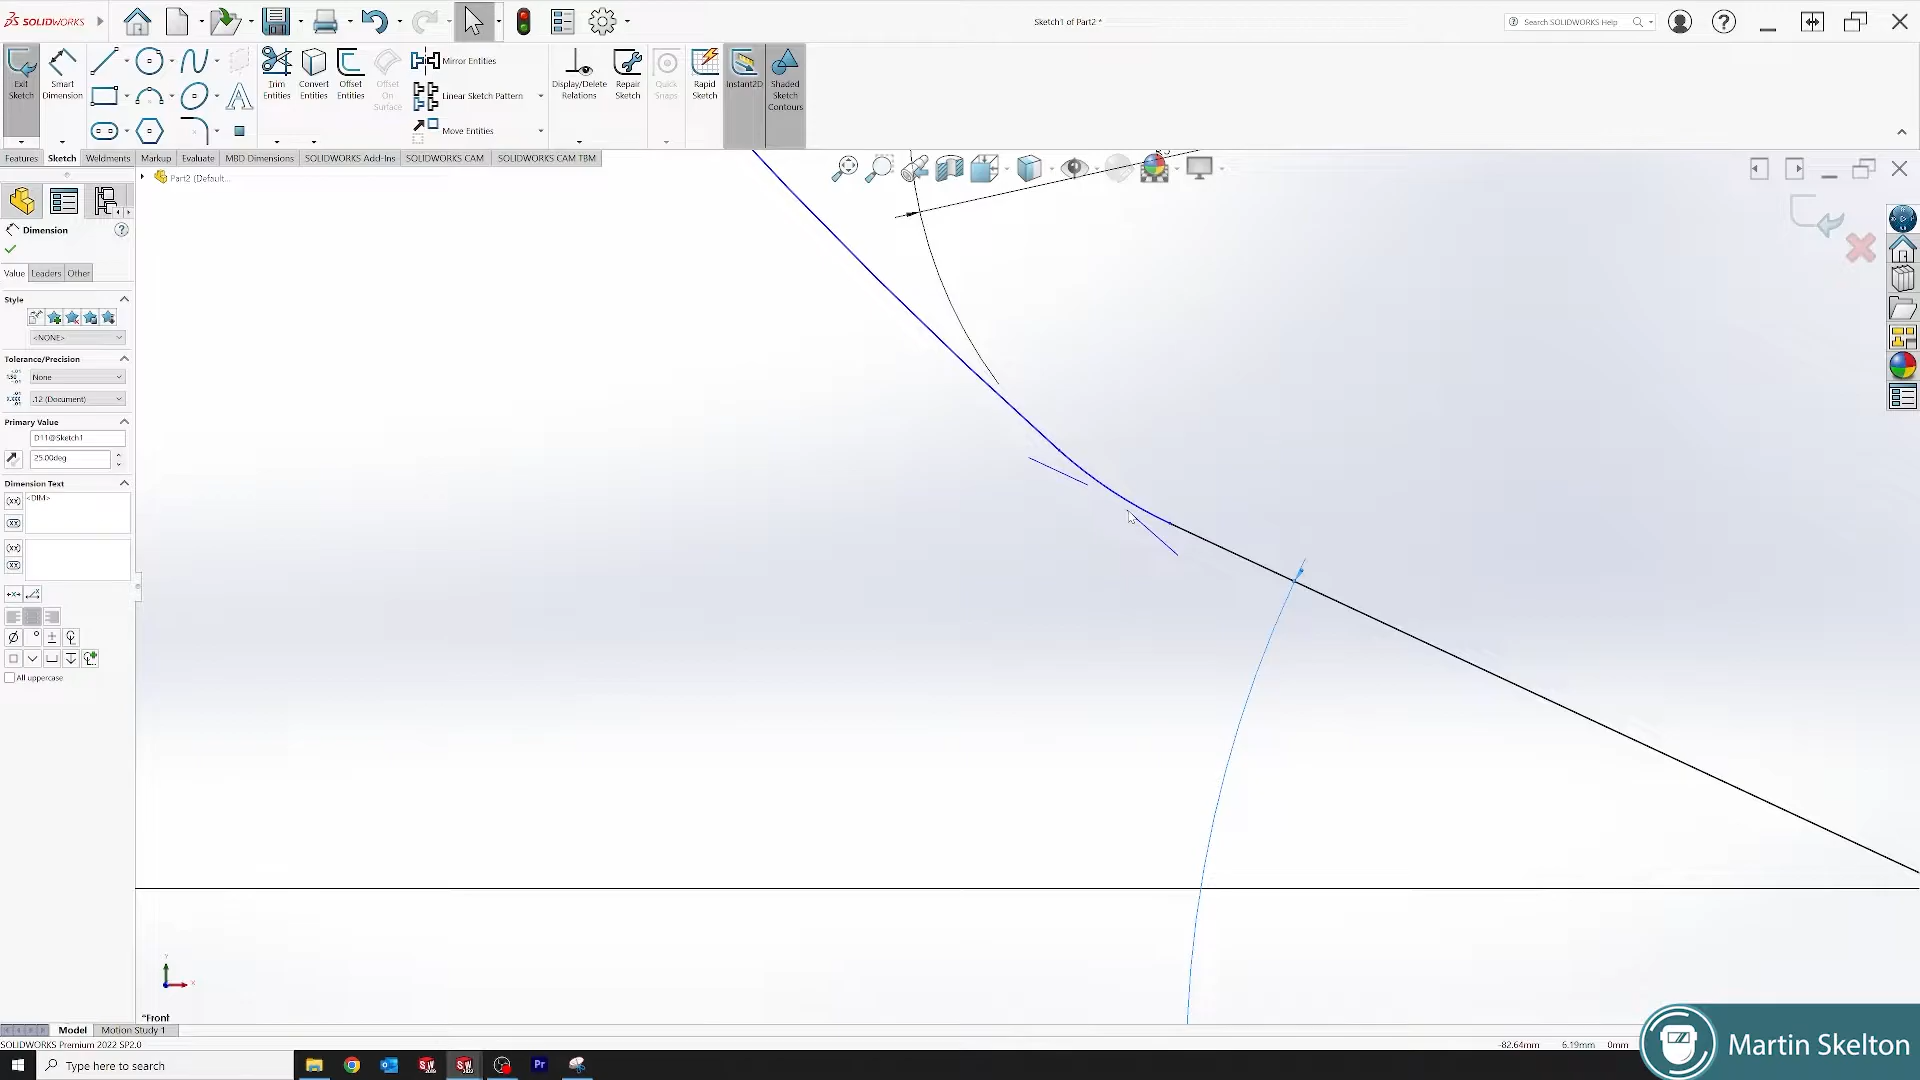 SOLIDWORKS
Sketch1 of Part2 *
Search SOLIDWORKS Help
Exit Sketch
Smart Dimension
Trim Entities
Convert Entities
Offset Entities
Offset On Surface
Mirror Entities
Linear Sketch Pattern
Move Entities
Display/Delete Relations
Repair Sketch
Quick Snaps
Rapid Sketch
Instant2D
Shaded Sketch Contours
Features
Sketch
Weldments
Markup
Evaluate
MBD Dimensions
SOLIDWORKS Add-Ins
SOLIDWORKS CAM
SOLIDWORKS CAM TBM
Part2 (Default...
Dimension
Value
Leaders
Other
Style
<NONE>
Tolerance/Precision
None
.12 (Document)
Primary Value
D11@Sketch1
25.00deg
Dimension Text
<DIM>
All uppercase
*Front
Model
Motion Study 1
SOLIDWORKS Premium 2022 SP2.0
-82.64mm
6.19mm
0mm
Type here to search
Martin Skelton